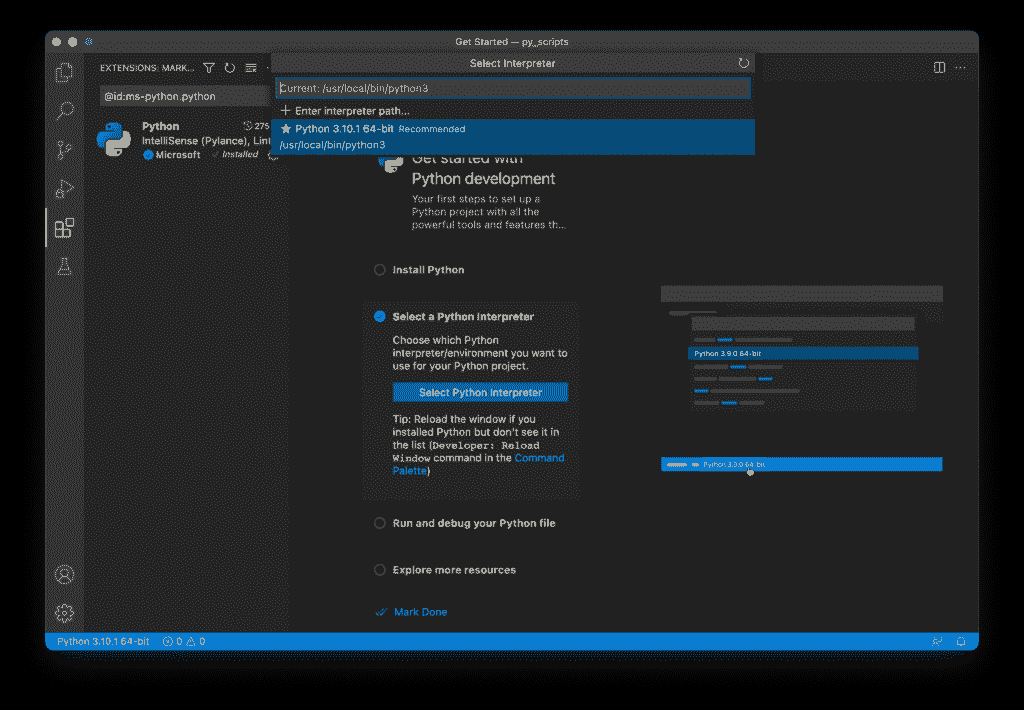 Get Started — py_scripts
EXTENSIONS: MARK...
Select Interpreter
@id:ms-python.python
Current: /usr/local/bin/python3
Enter interpreter path...
Python 3.10.1 64-bit Recommended
/usr/local/bin/python3
Python 275
IntelliSense (Pylance), Lint
Microsoft Installed
Get started with
Python development
Your first steps to set up a
Python project with all the
powerful tools and features th...
Install Python
Select a Python Interpreter
Choose which Python
interpreter/environment you want to
use for your Python project.
Select Python Interpreter
Tip: Reload the window if you
installed Python but don't see it in
the list (Developer: Reload
Window command in the Command
Palette)
Python 3.9.0 64-bit
Python 3.9.0 64-bit
Run and debug your Python file
Explore more resources
Mark Done
Python 3.10.1 64-bit 0 0